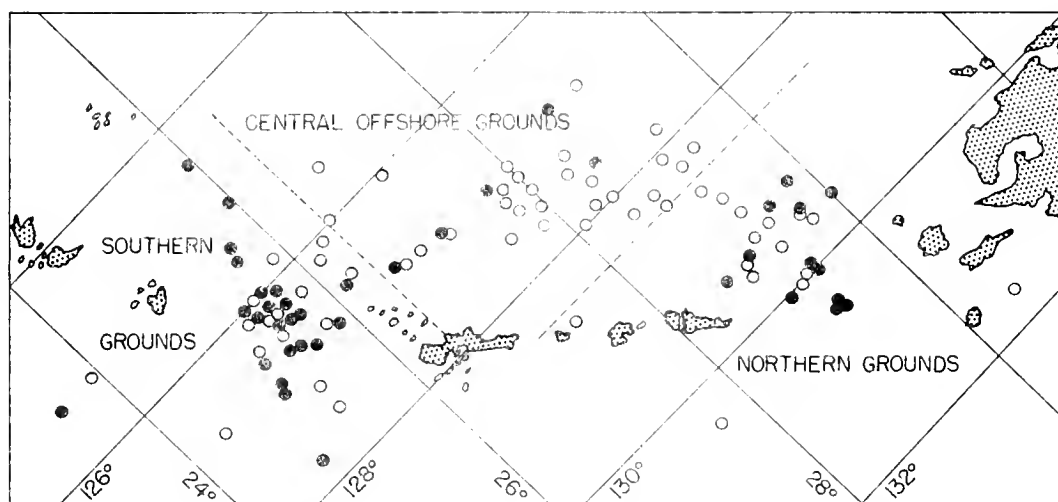 CENTRAL OFFSHORE GROUNDS
SOUTHERN
GROUNDS
NORTHERN GROUNDS
126°
24°
128°
26°
130°
28°
132°